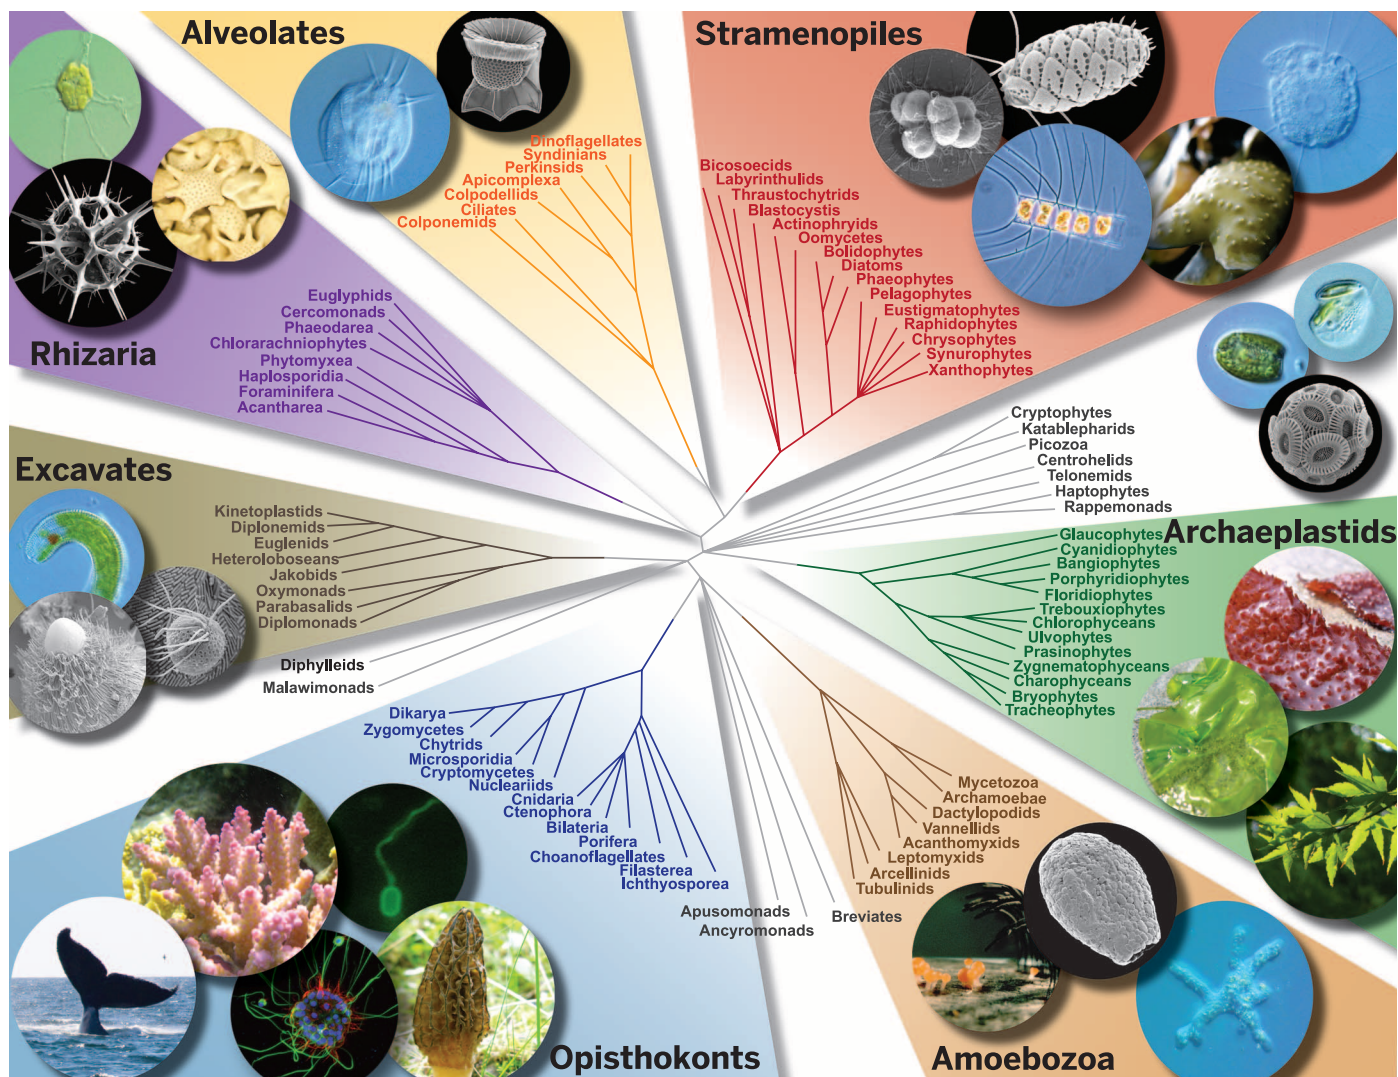 Alveolates
Dinoflagellates
Syndinians
Perkinsids
Apicomplexa
Colpodellids
Ciliates
Colponemids
Stramenopiles
Bicosoecids
Labyrinthulids
Thraustochytrids
Blastocystis
Actinophryids
Oomycetes
Bolidophytes
Diatoms
Phaeophytes
Pelagophytes
Eustigmatophytes
Raphidophytes
Chrysophytes
Synurophytes
Xanthophytes
Rhizaria
Euglyphids
Cercomonads
Phaeodarea
Chlorarachniophytes
Phytomyxea
Haplosporidia
Foraminifera
Acantharea
Cryptophytes
Katablepharids
Picozoa
Centrohelids
Telonemids
Haptophytes
Rappemonads
Excavates
Kinetoplastids
Diplonemids
Euglenids
Heteroloboseans
Jakobids
Oxymonads
Parabasalids
Diplomonads
Diphylleids
Malawimonads
Archaeplastids
Glaucophytes
Cyanidiophytes
Bangiophytes
Porphyridiophytes
Floridiophytes
Trebouxiophytes
Chlorophyceans
Ulvophytes
Prasinophytes
Zygnematophyceans
Charophyceans
Bryophytes
Tracheophytes
Dikarya
Zygomycetes
Chytrids
Microsporidia
Cryptomycetes
Nucleariids
Cnidaria
Ctenophora
Bilateria
Porifera
Choanoflagellates
Filasterea
Ichthyosporea
Opisthokonts
Apusomonads
Ancyromonads
Breviates
Mycetozoa
Archamoebae
Dactylopodids
Vannellids
Acanthomyxids
Leptomyxids
Arcellinids
Tubulinids
Amoebozoa